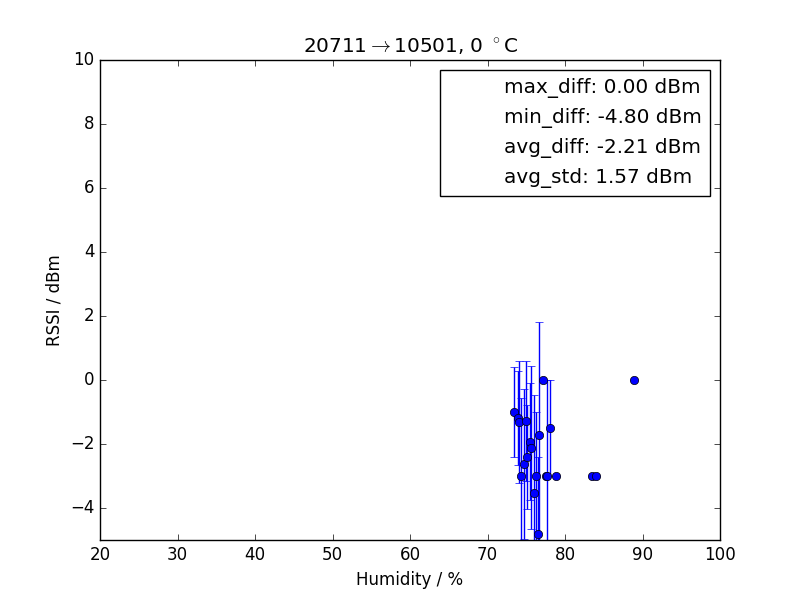 20711→10501, 0 °C
max_diff: 0.00 dBm
min_diff: -4.80 dBm
avg_diff: -2.21 dBm
avg_std: 1.57 dBm
10
8
6
4
2
0
−2
−4
RSSI / dBm
20 30 40 50 60 70 80 90 100
Humidity / %